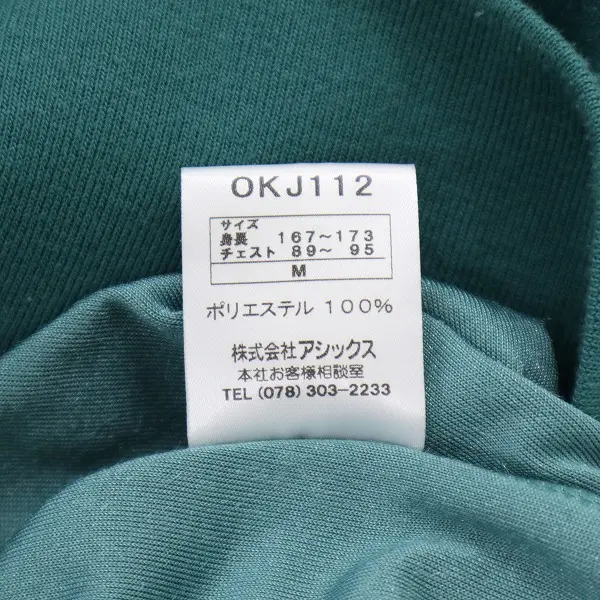 OKJ112
サイズ
身長 167～173
チェスト 89～ 95
M
ポリエステル 100%
株式会社アシックス
本社お客様相談室
TEL (078) 303-2233